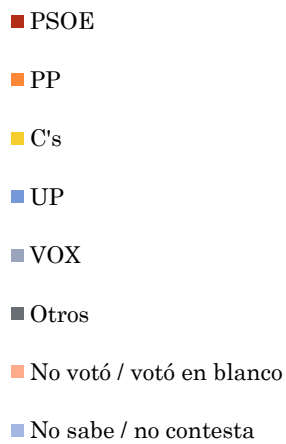 PSOE
PP
C's
UP
VOX
Otros
No votó / votó en blanco
No sabe / no contesta